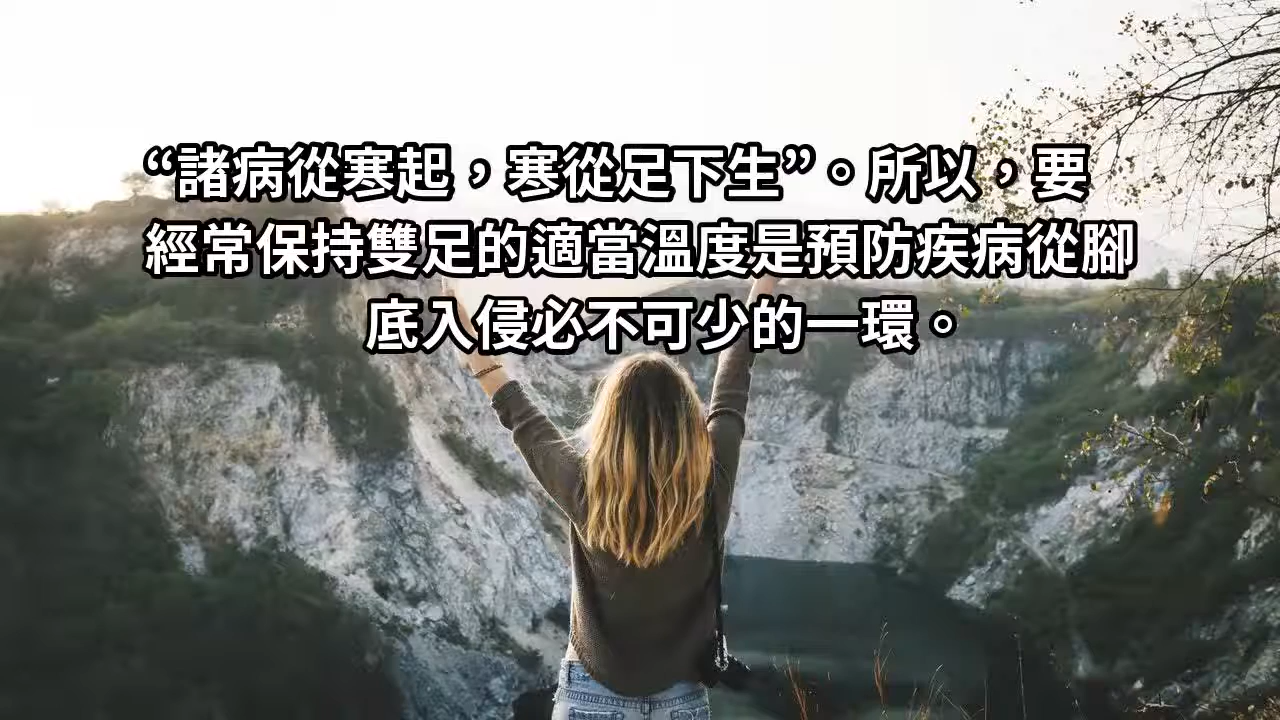 “諸病從寒起，寒從足下生”。所以，要
經常保持雙足的適當溫度是預防疾病從腳
底入侵必不可少的一環。